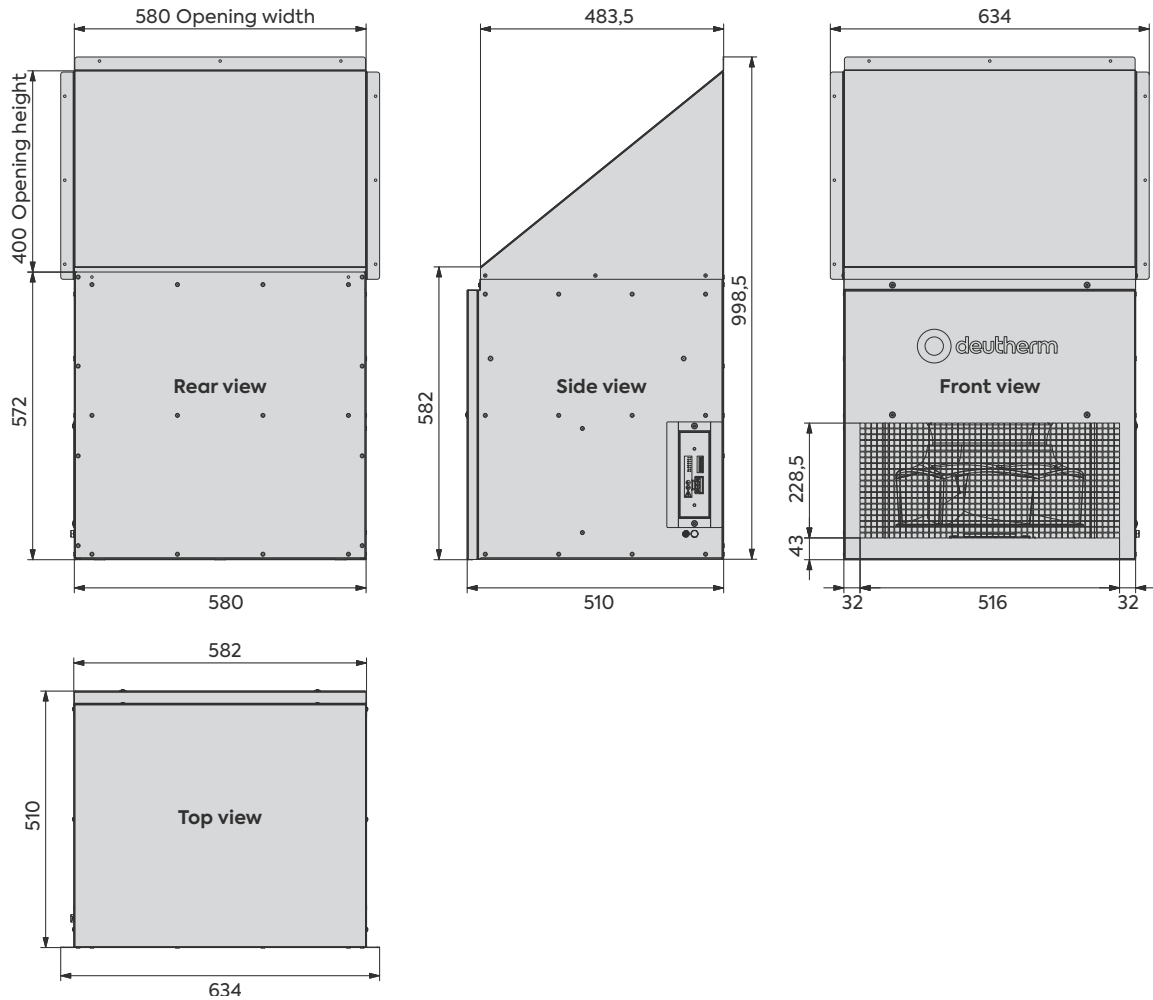 580 Opening width
483,5
634
400 Opening height
998,5
deutherm
Rear view
Side view
Front view
572
582
228,5
43
580
510
32
516
32
582
510
Top view
634